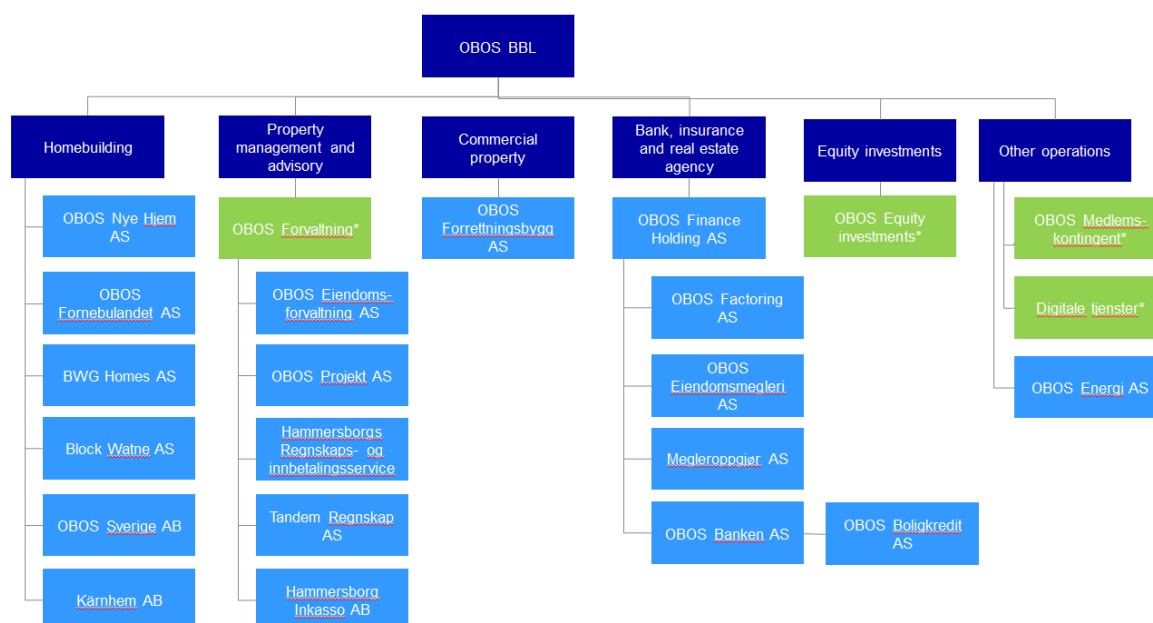 OBOS BBL
Homebuilding
Property
management and
advisory
Commercial
property
Bank, insurance
and real estate
agency
Equity investments
Other operations
OBOS Nye Hjem
AS
OBOS
Fornebulandet AS
BWG Homes AS
Block Watne AS
OBOS Sverige AB
Kärnhem AB
OBOS Forvaltning*
OBOS Eiendoms-
forvaltning AS
OBOS Projekt AS
Hammersborgs
Regnskaps- og
innbetalingsservice
Tandem Regnskap
AS
Hammersborg
Inkasso AB
OBOS
Forrettningsbygg
AS
OBOS Finance
Holding AS
OBOS Factoring
AS
OBOS
Eiendomsmegleri
AS
Megleroppgjør AS
OBOS Banken AS
OBOS Boligkredit
AS
OBOS Equity
investments*
OBOS Medlems-
kontingent*
Digitale tjenster*
OBOS Energi AS